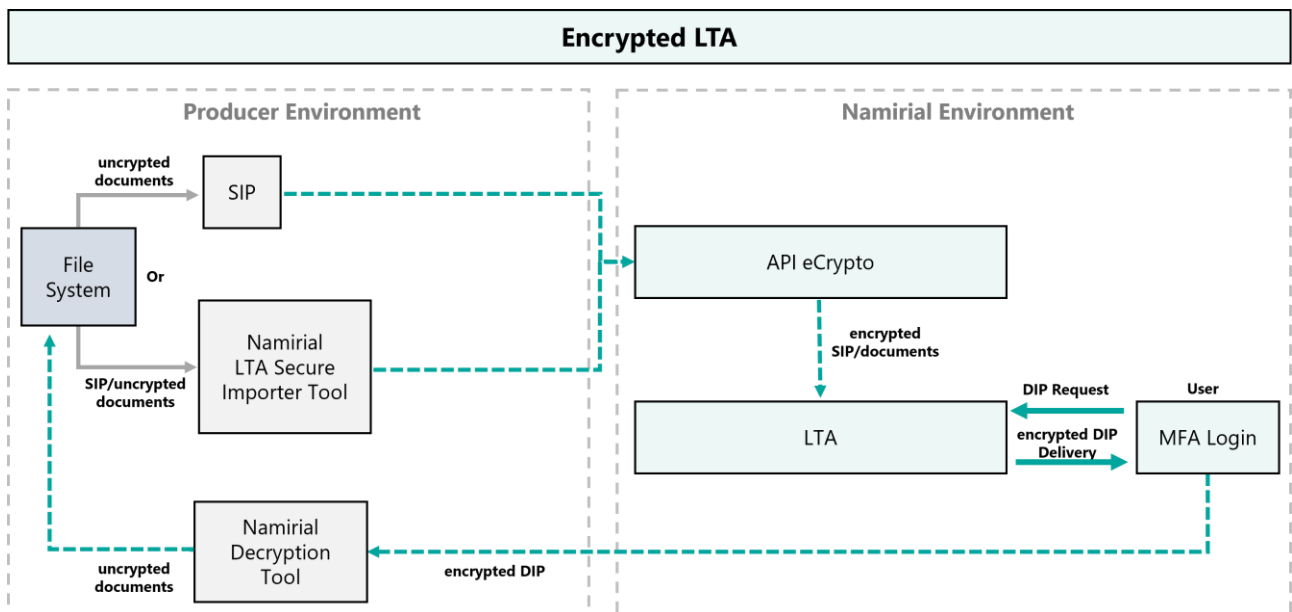 Encrypted LTA
Producer Environment
Namirial Environment
uncrypted
documents
SIP
File
System
Or
API eCrypto
Namirial
LTA Secure
Importer Tool
SIP/uncrypted
documents
encrypted
SIP/documents
DIP Request
User
LTA
encrypted DIP
Delivery
MFA Login
Namirial
Decryption
Tool
uncrypted
documents
encrypted DIP